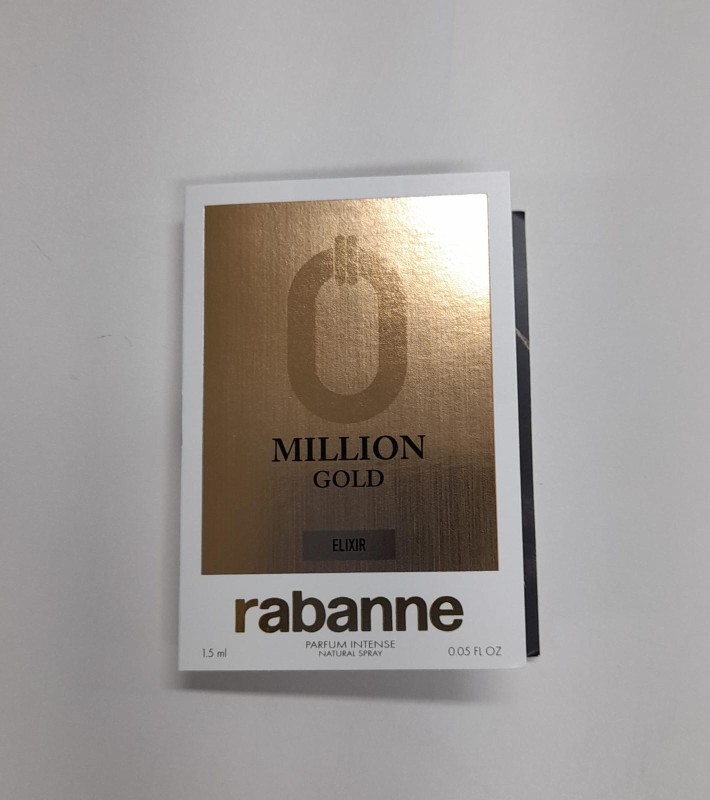 MILLION
GOLD
ELIXIR
rabanne
PARFUM INTENSE
NATURAL SPRAY
1.5 ml
0.05 FL OZ